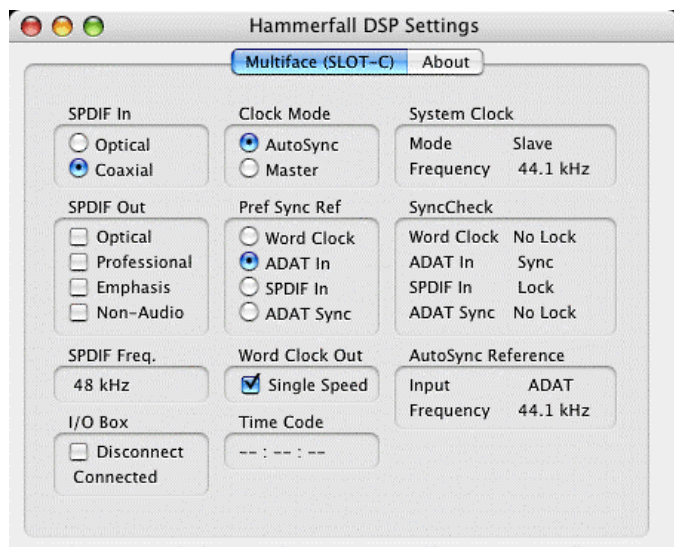 Hammerfall DSP Settings
Multiface (SLOT-C) About
SPDIF In
Optical
Coaxial
Clock Mode
AutoSync
Master
System Clock
Mode Slave
Frequency 44.1 kHz
SPDIF Out
Optical
Professional
Emphasis
Non-Audio
Pref Sync Ref
Word Clock
ADAT In
SPDIF In
ADAT Sync
SyncCheck
Word Clock No Lock
ADAT In Sync
SPDIF In Lock
ADAT Sync No Lock
SPDIF Freq.
48 kHz
Word Clock Out
Single Speed
AutoSync Reference
Input ADAT
Frequency 44.1 kHz
I/O Box
Disconnect
Connected
Time Code
-- : -- : --